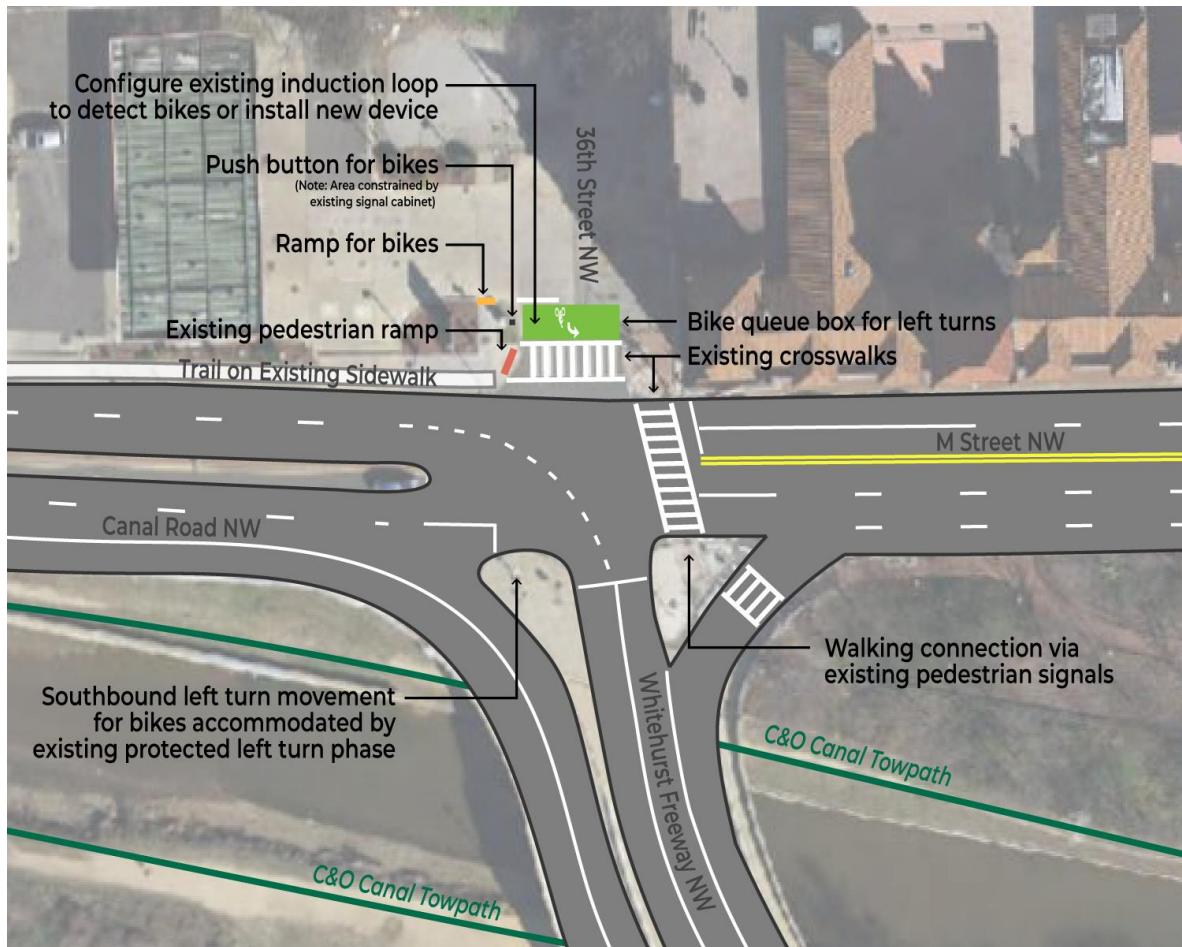 Configure existing induction loop
to detect bikes or install new device
36th Street NW
Push button for bikes
(Note: Area constrained by
existing signal cabinet)
Ramp for bikes
Existing pedestrian ramp
Bike queue box for left turns
Existing crosswalks
Trail on Existing Sidewalk
M Street NW
Canal Road NW
Walking connection via
existing pedestrian signals
Southbound left turn movement
for bikes accommodated by
existing protected left turn phase
Whitehurst Freeway NW
C&O Canal Towpath
C&O Canal Towpath